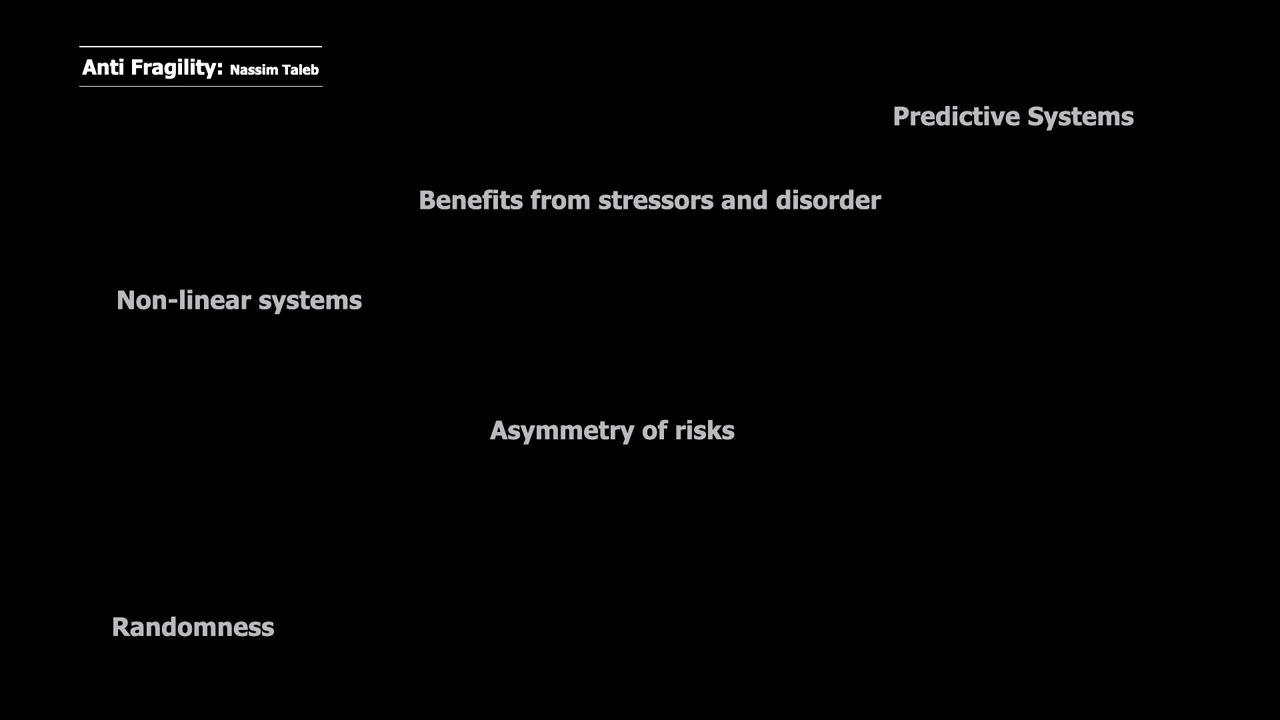 Anti Fragility: Nassim Taleb
Predictive Systems
Benefits from stressors and disorder
Non-linear systems
Asymmetry of risks
Randomness